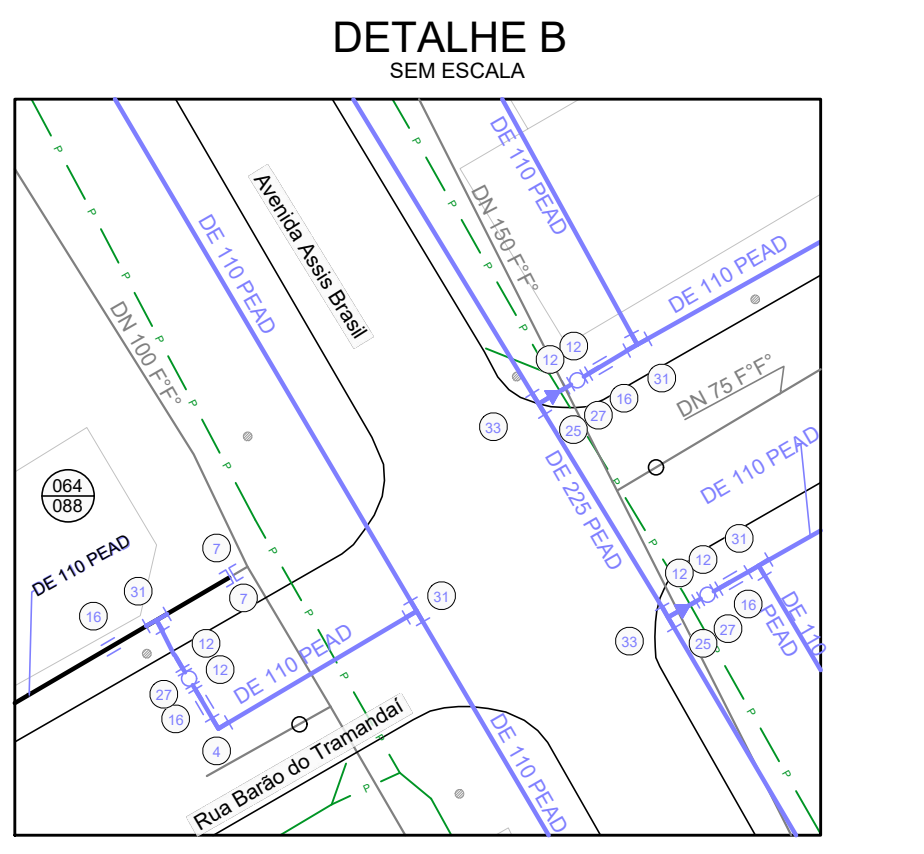 DETALHE B
SEM ESCALA
DE 110 PEAD
P
P
P
Avenida Assis Brasil
DE 110 PEAD
DN 150 F°F°
P
P
DE 110 PEAD
P
P
DN 100 F°F°
12
12
P
31
DN 75 F°F°
16
27
25
33
DE 110 PEAD
DE 225 PEAD
P
064
088
P
DE 110 PEAD
7
31
12
12
P
P
7
31
16
31
16
27
25
33
DE 110 PEAD
12
12
DE 110 PEAD
P
P
27
16
4
Rua Barão do Tramandaí
P
DE 110 PEAD
P
P